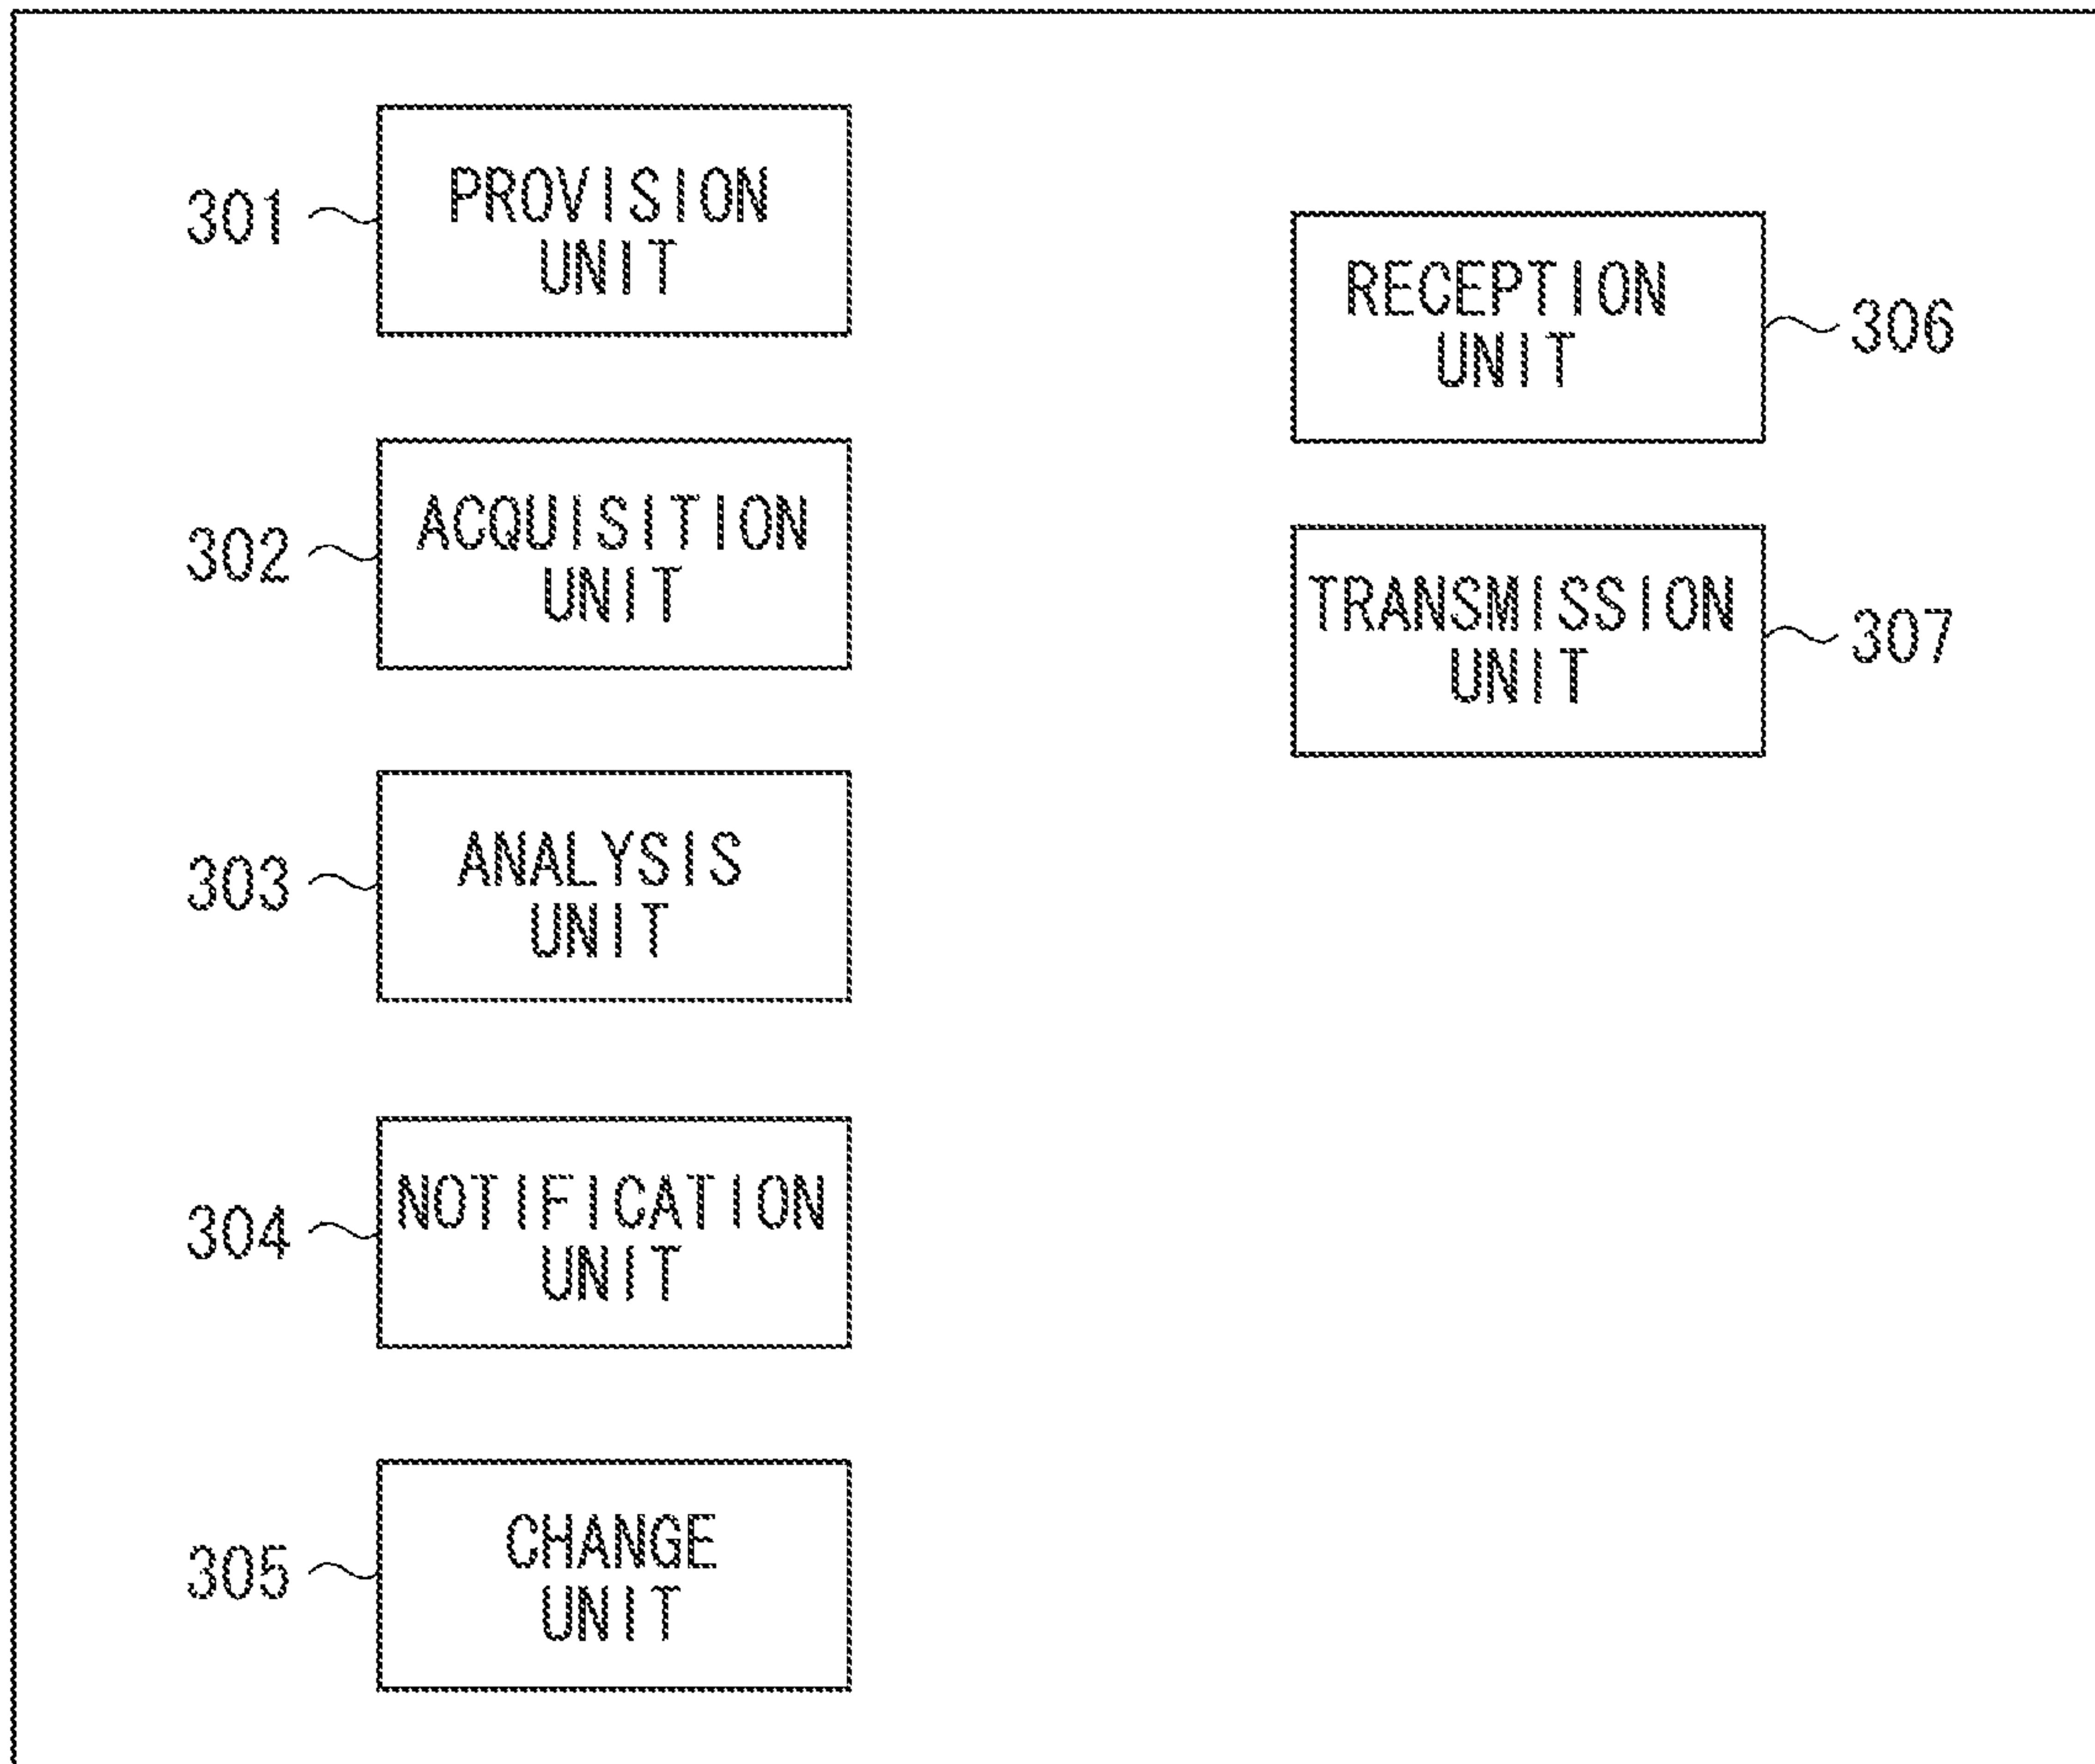 301
PROVISION
UNIT
302
ACQUISITION
UNIT
303
ANALYSIS
UNIT
304
NOTIFICATION
UNIT
305
CHANGE
UNIT
RECEPTION
UNIT
306
TRANSMISSION
UNIT
307